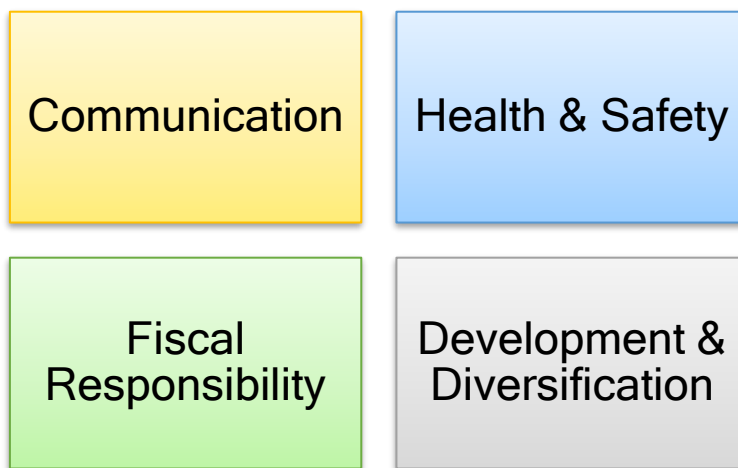 Communication
Health & Safety
Fiscal
Responsibility
Development &
Diversification